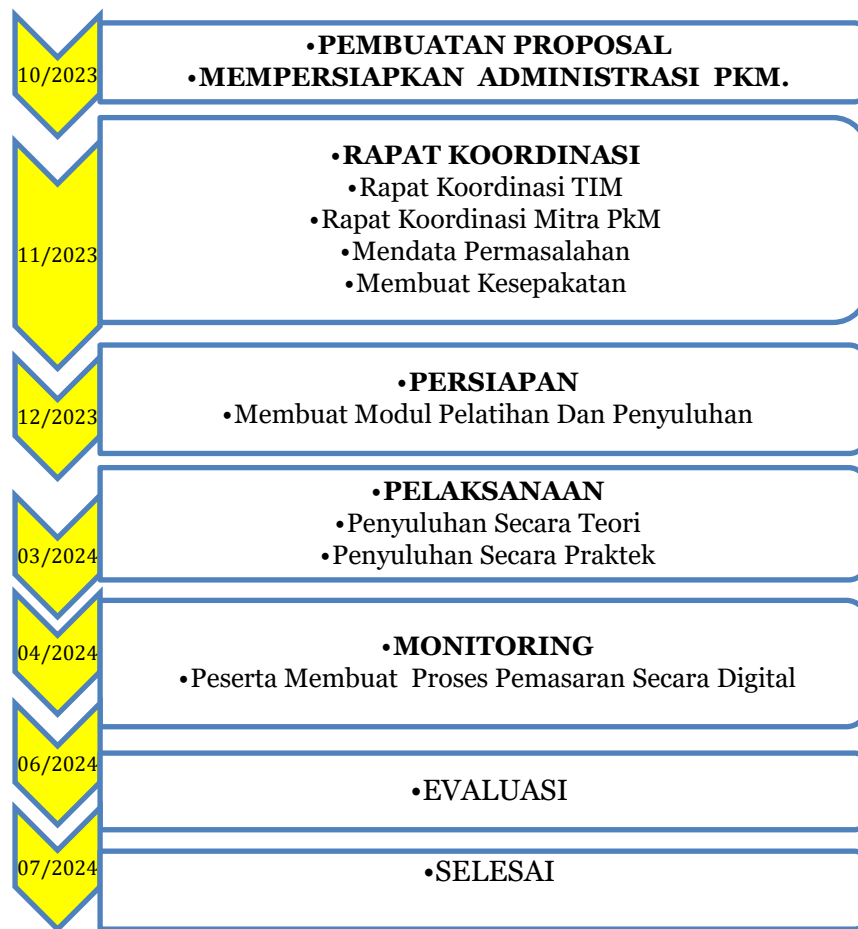 10/2023
•PEMBUATAN PROPOSAL
•MEMPERSIAPKAN ADMINISTRASI PKM.
11/2023
•RAPAT KOORDINASI
•Rapat Koordinasi TIM
•Rapat Koordinasi Mitra PkM
•Mendata Permasalahan
•Membuat Kesepakatan
12/2023
•PERSIAPAN
•Membuat Modul Pelatihan Dan Penyuluhan
03/2024
•PELAKSANAAN
•Penyuluhan Secara Teori
•Penyuluhan Secara Praktek
04/2024
•MONITORING
•Peserta Membuat Proses Pemasaran Secara Digital
06/2024
•EVALUASI
07/2024
•SELESAI